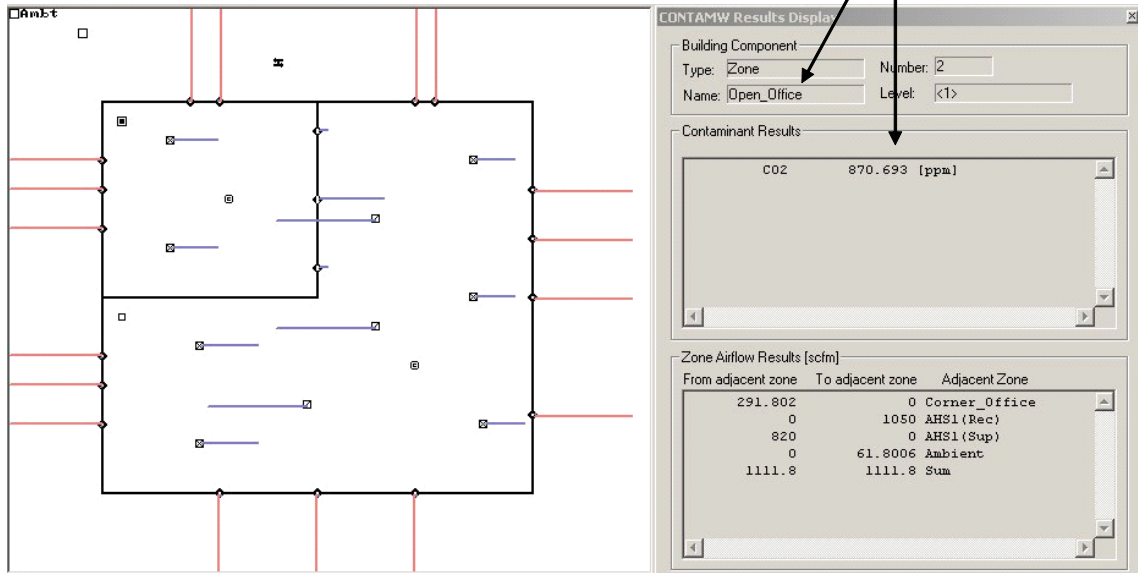 Ambt
CONTAMW Results Display
Building Component
Type: Zone Number: 2
Name: Open_Office Level: <1>
Contaminant Results
CO2 870.693 [ppm]
Zone Airflow Results [scfm]
From adjacent zone To adjacent zone Adjacent Zone
291.802 0 Corner_Office
0 1050 AHS1(Rec)
820 0 AHS1(Sup)
0 61.8006 Ambient
1111.8 1111.8 Sum